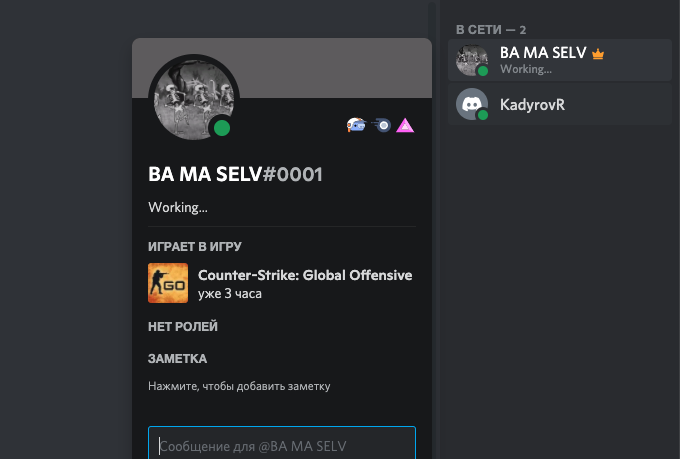 В СЕТИ — 2
BA MA SELV
Working...
KadyrovR
BA MA SELV#0001
Working...
ИГРАЕТ В ИГРУ
GO
Counter-Strike: Global Offensive
уже 3 часа
НЕТ РОЛЕЙ
ЗАМЕТКА
Нажмите, чтобы добавить заметку
Сообщение для @BA MA SELV